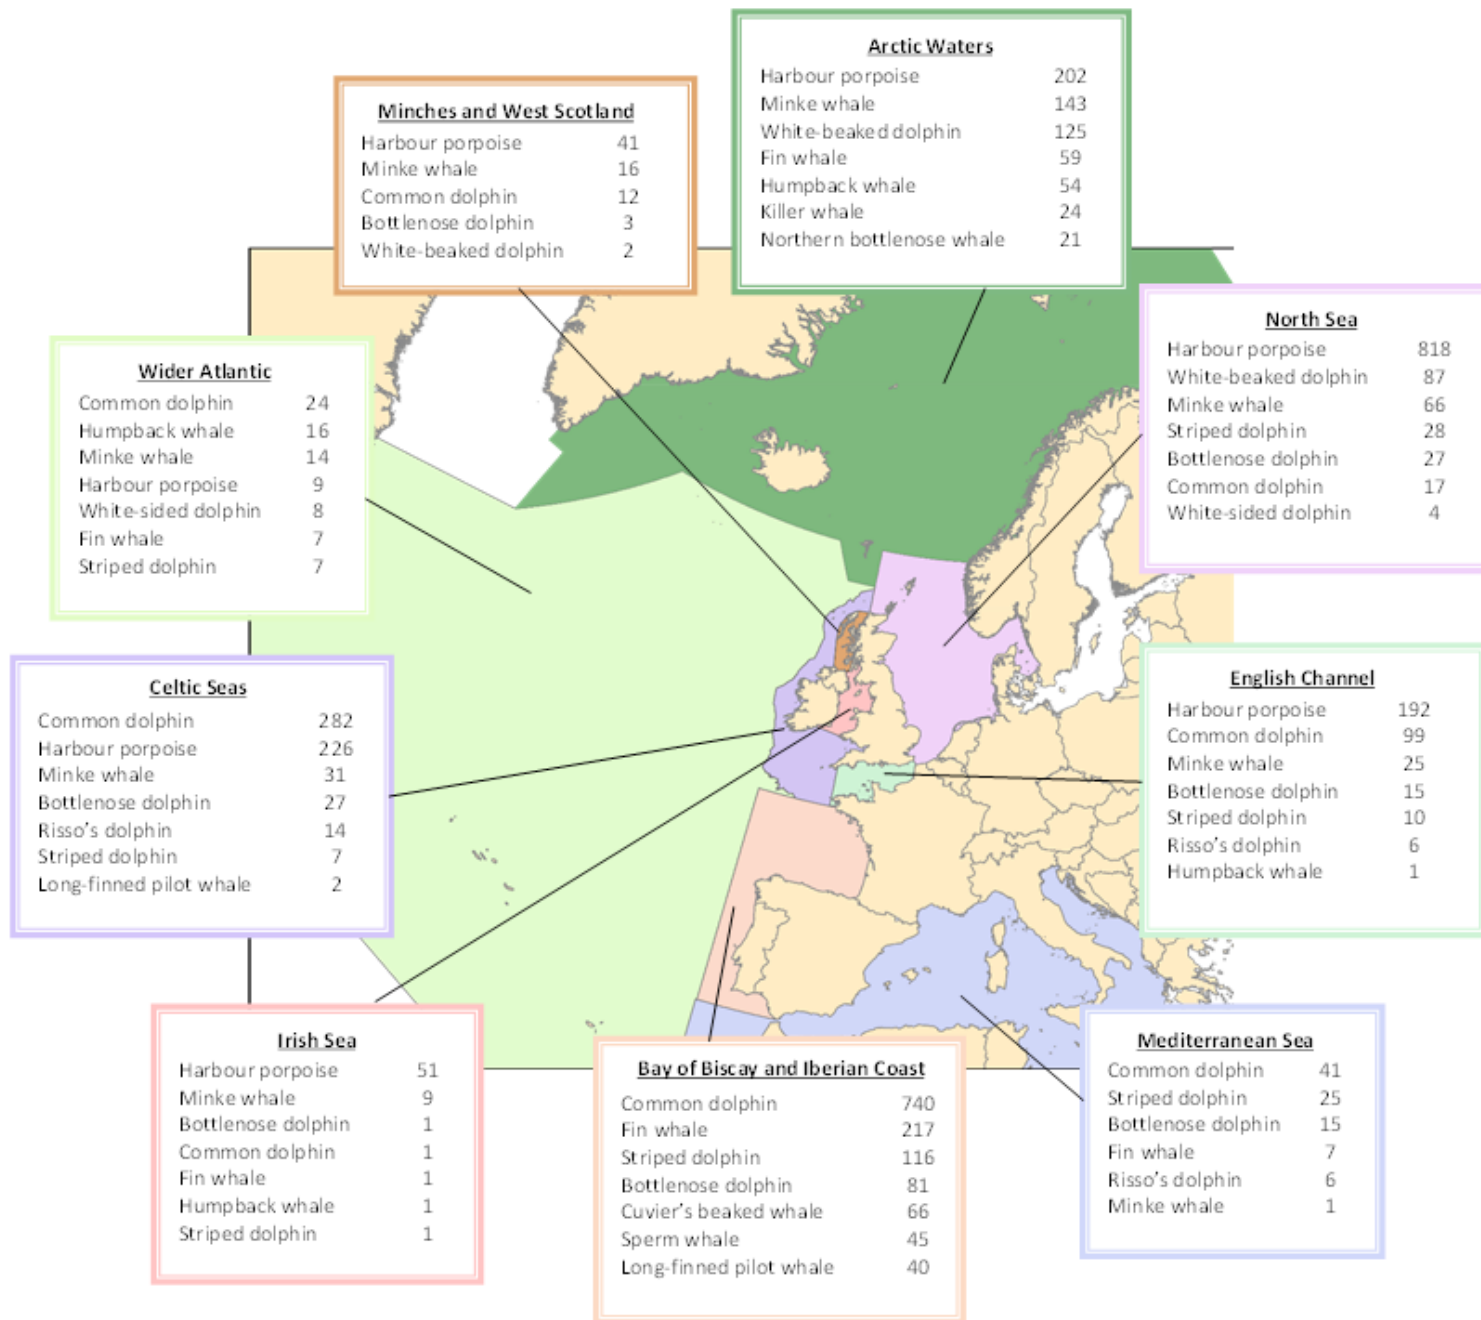 Arctic Waters
Harbour porpoise 202
Minke whale 143
White-beaked dolphin 125
Fin whale 59
Humpback whale 54
Killer whale 24
Northern bottlenose whale 21
Minches and West Scotland
Harbour porpoise 41
Minke whale 16
Common dolphin 12
Bottlenose dolphin 3
White-beaked dolphin 2
North Sea
Harbour porpoise 818
White-beaked dolphin 87
Minke whale 66
Striped dolphin 28
Bottlenose dolphin 27
Common dolphin 17
White-sided dolphin 4
Wider Atlantic
Common dolphin 24
Humpback whale 16
Minke whale 14
Harbour porpoise 9
White-sided dolphin 8
Fin whale 7
Striped dolphin 7
Celtic Seas
Common dolphin 282
Harbour porpoise 226
Minke whale 31
Bottlenose dolphin 27
Risso's dolphin 14
Striped dolphin 7
Long-finned pilot whale 2
English Channel
Harbour porpoise 192
Common dolphin 99
Minke whale 25
Bottlenose dolphin 15
Striped dolphin 10
Risso's dolphin 6
Humpback whale 1
Irish Sea
Harbour porpoise 51
Minke whale 9
Bottlenose dolphin 1
Common dolphin 1
Fin whale 1
Humpback whale 1
Striped dolphin 1
Bay of Biscay and Iberian Coast
Common dolphin 740
Fin whale 217
Striped dolphin 116
Bottlenose dolphin 81
Cuvier's beaked whale 66
Sperm whale 45
Long-finned pilot whale 40
Mediterranean Sea
Common dolphin 41
Striped dolphin 25
Bottlenose dolphin 15
Fin whale 7
Risso's dolphin 6
Minke whale 1